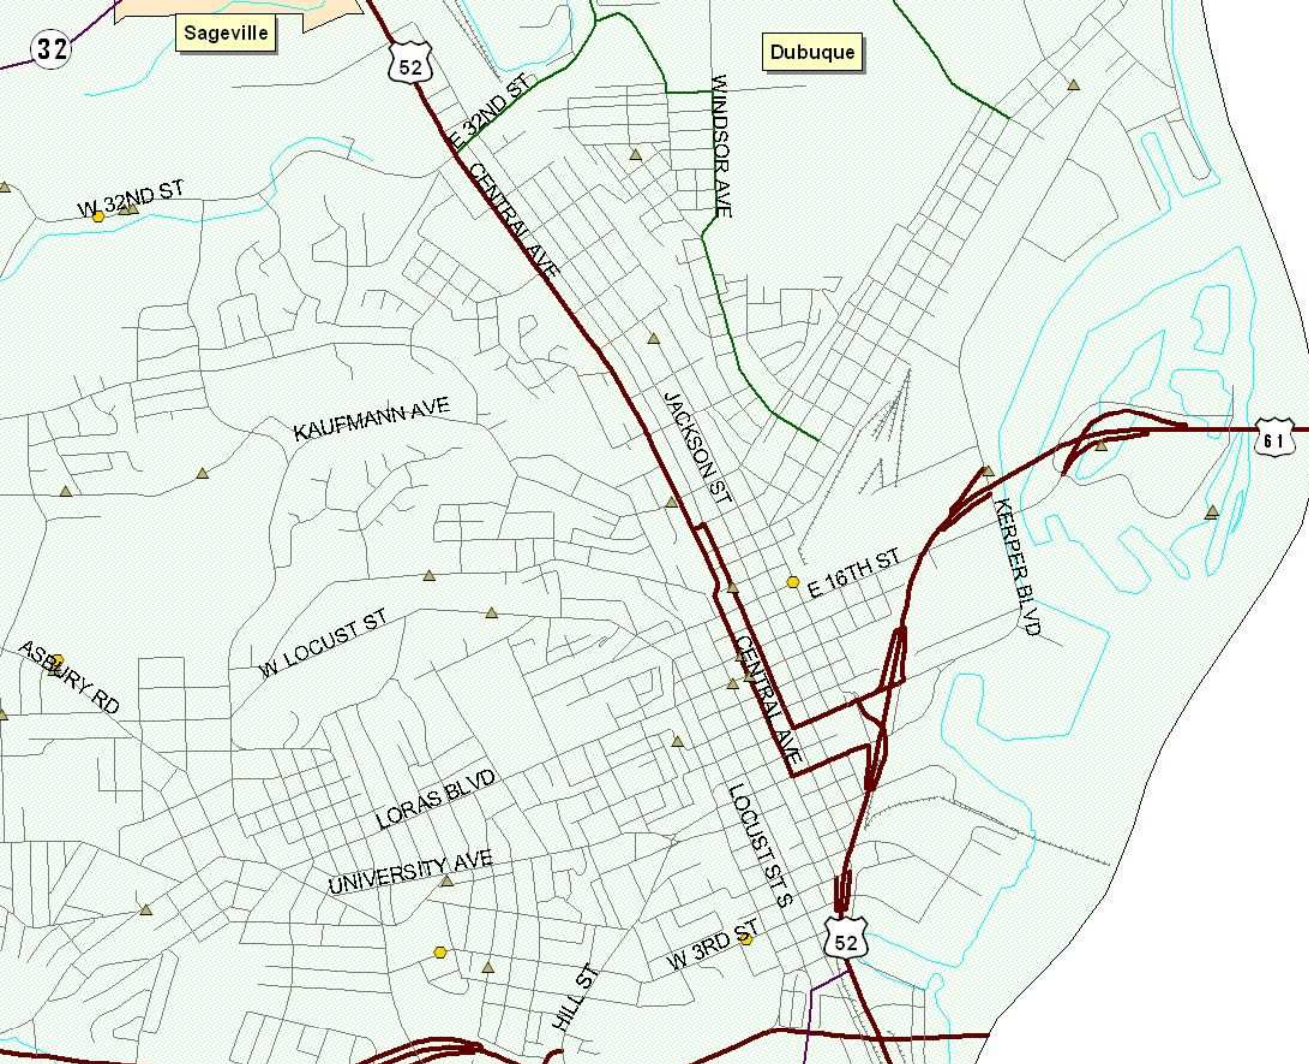 Sageville
32
52
Dubuque
E 32ND ST
WINDSOR AVE
W 32ND ST
CENTRAL AVE
KAUFMANN AVE
JACKSON ST
61
KERPER BLVD
E 16TH ST
W LOCUST ST
ASBURY RD
CENTRAL AVE
LORAS BLVD
LOCUST ST S
UNIVERSITY AVE
W 3RD ST
52
HILL ST